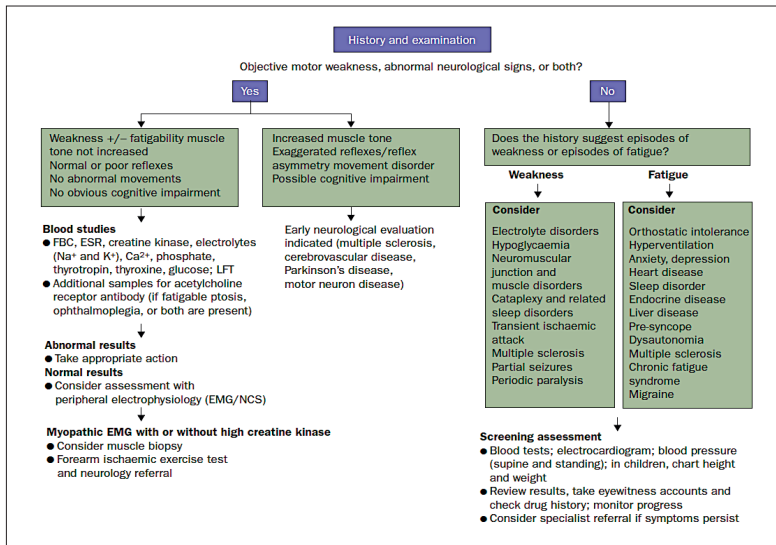 History and examination
Objective motor weakness, abnormal neurological signs, or both?
Yes
No
Weakness +/− fatigability muscle
tone not increased
Normal or poor reflexes
No abnormal movements
No obvious cognitive impairment
Increased muscle tone
Exaggerated reflexes/reflex
asymmetry movement disorder
Possible cognitive impairment
Does the history suggest episodes of
weakness or episodes of fatigue?
Blood studies
● FBC, ESR, creatine kinase, electrolytes
(Na⁺ and K⁺), Ca²⁺, phosphate,
thyrotropin, thyroxine, glucose; LFT
● Additional samples for acetylcholine
receptor antibody (if fatigable ptosis,
ophthalmoplegia, or both are present)
Abnormal results
● Take appropriate action
Normal results
● Consider assessment with
peripheral electrophysiology (EMG/NCS)
Myopathic EMG with or without high creatine kinase
● Consider muscle biopsy
● Forearm ischaemic exercise test
and neurology referral
Early neurological evaluation
indicated (multiple sclerosis,
cerebrovascular disease,
Parkinson's disease,
motor neuron disease)
Weakness
Consider
Electrolyte disorders
Hypoglycaemia
Neuromuscular
junction and
muscle disorders
Cataplexy and related
sleep disorders
Transient ischaemic
attack
Multiple sclerosis
Partial seizures
Periodic paralysis
Fatigue
Consider
Orthostatic intolerance
Hyperventilation
Anxiety, depression
Heart disease
Sleep disorder
Endocrine disease
Liver disease
Pre-syncope
Dysautonomia
Multiple sclerosis
Chronic fatigue
syndrome
Migraine
Screening assessment
● Blood tests; electrocardiogram; blood pressure
(supine and standing); in children, chart height
and weight
● Review results, take eyewitness accounts and
check drug history; monitor progress
● Consider specialist referral if symptoms persist